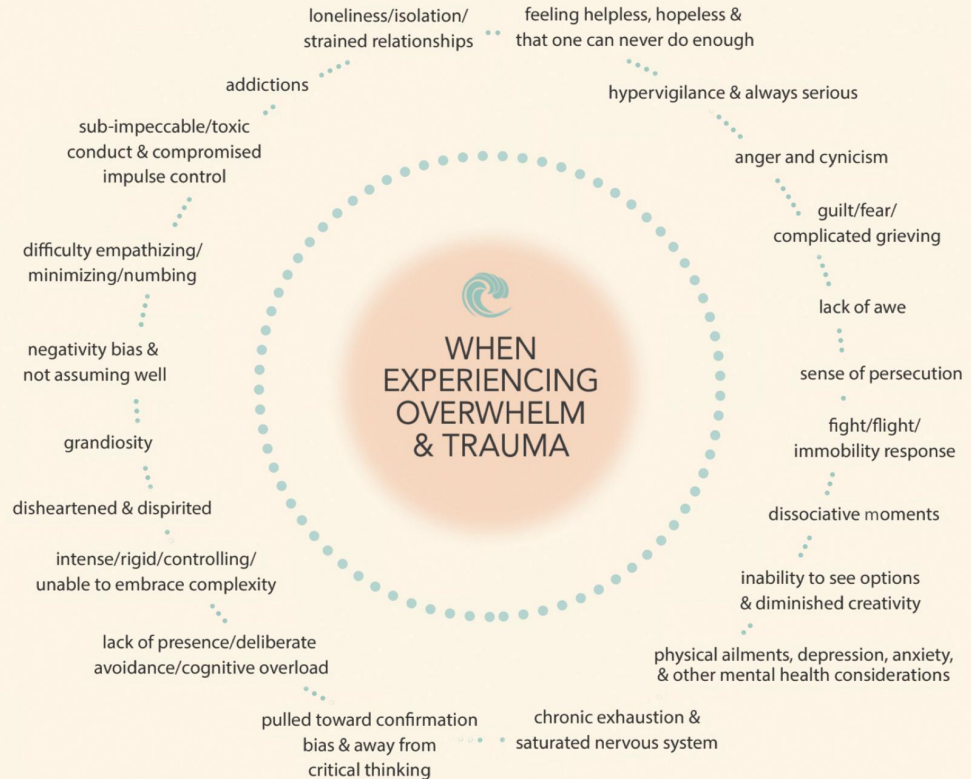 WHEN
EXPERIENCING
OVERWHELM
& TRAUMA
feeling helpless, hopeless &
that one can never do enough
hypervigilance & always serious
anger and cynicism
guilt/fear/
complicated grieving
lack of awe
sense of persecution
fight/flight/
immobility response
dissociative moments
inability to see options
& diminished creativity
physical ailments, depression, anxiety,
& other mental health considerations
chronic exhaustion &
saturated nervous system
pulled toward confirmation
bias & away from
critical thinking
lack of presence/deliberate
avoidance/cognitive overload
intense/rigid/controlling/
unable to embrace complexity
disheartened & dispirited
grandiosity
negativity bias &
not assuming well
difficulty empathizing/
minimizing/numbing
sub-impeccable/toxic
conduct & compromised
impulse control
addictions
loneliness/isolation/
strained relationships